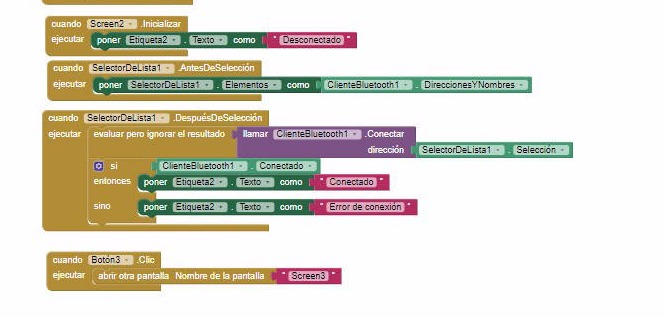 cuando Screen2 .Inicializar
ejecutar poner Etiqueta2 . Texto como "Desconectado"
cuando SelectorDeLista1 .AntesDeSelección
ejecutar poner SelectorDeLista1 . Elementos como ClienteBluetooth1 . DireccionesYNombres
cuando SelectorDeLista1 .DespuésDeSelección
ejecutar evaluar pero ignorar el resultado llamar ClienteBluetooth1 .Conectar
dirección SelectorDeLista1 . Selección
si ClienteBluetooth1 . Conectado
entonces poner Etiqueta2 . Texto como "Conectado"
sino poner Etiqueta2 . Texto como "Error de conexión"
cuando Botón3 .Clic
ejecutar abrir otra pantalla Nombre de la pantalla "Screen3"